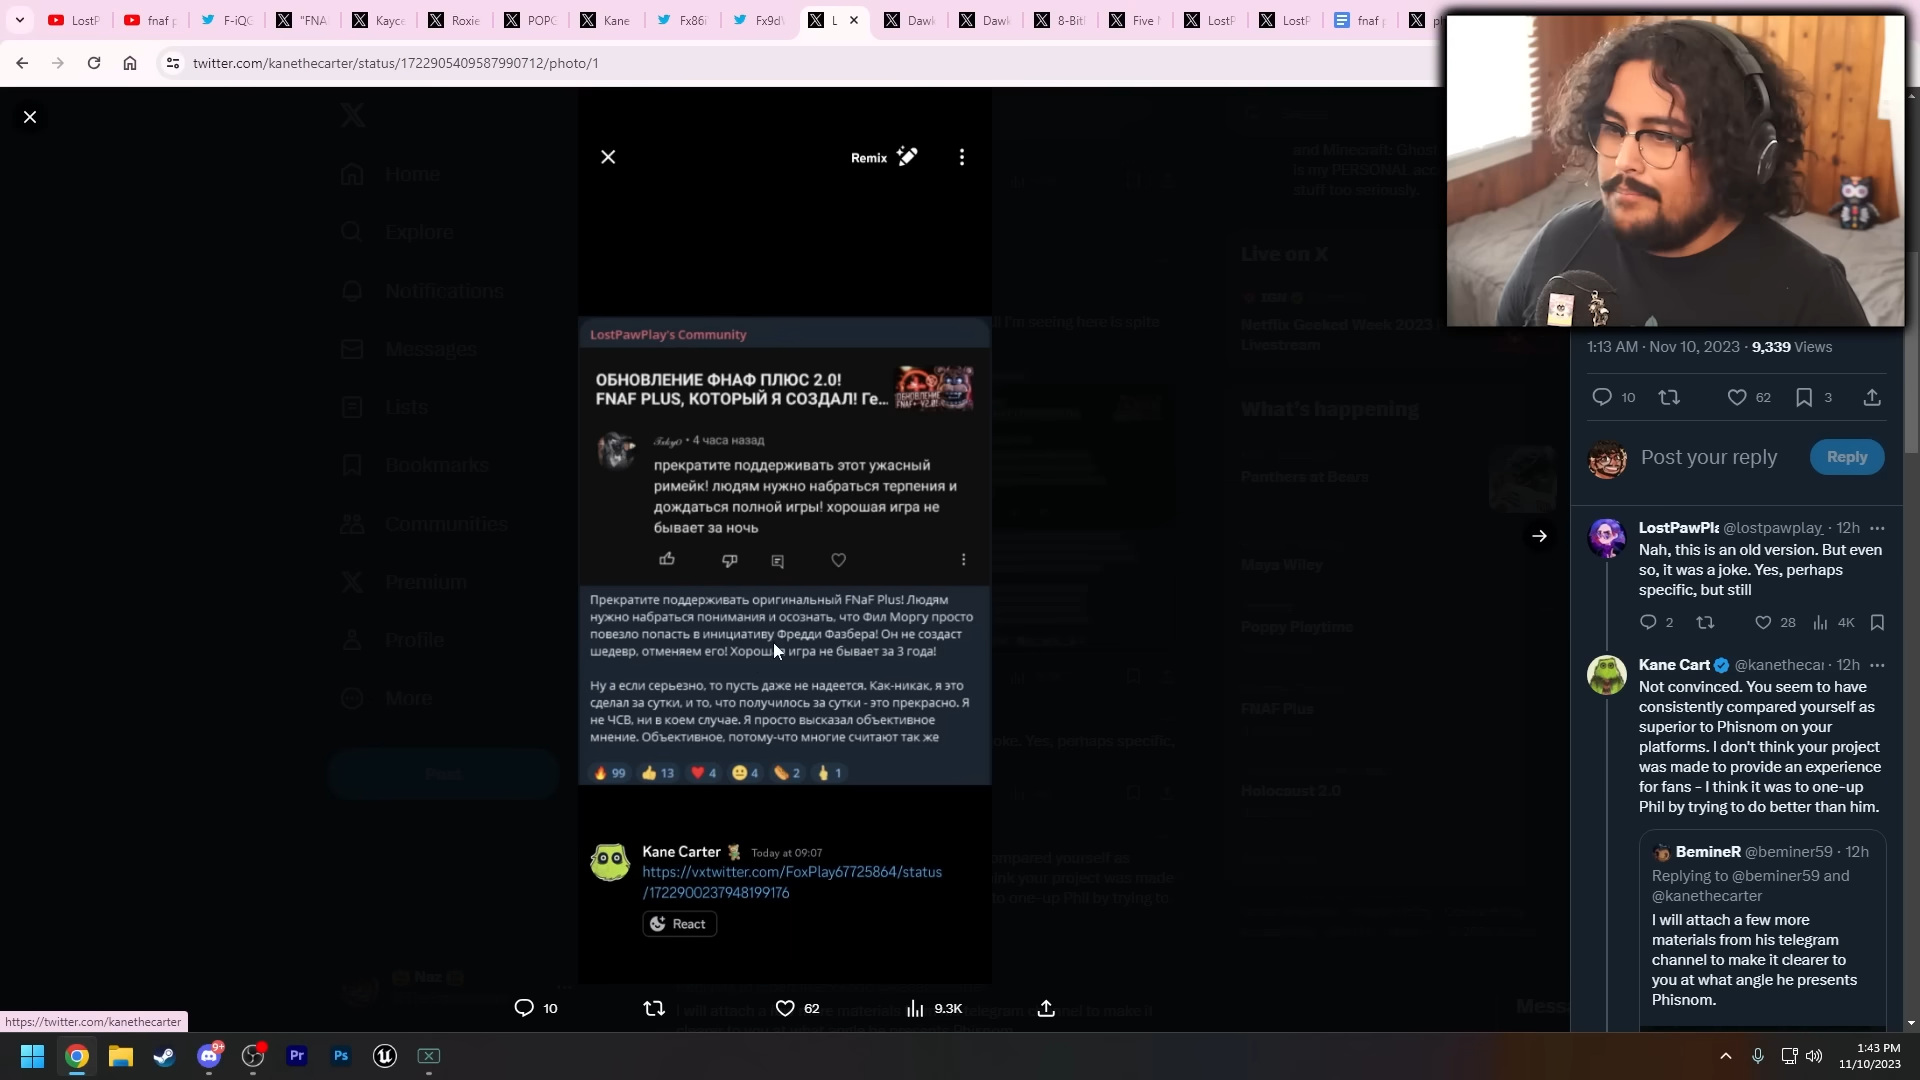 LostP
fnaf p
F-iQC
"FNA
Kayce
Roxie
POPG
Kane
Fx86i
Fx9d
L
Dawk
Dawk
8-Bit
Five
LostP
LostP
fnaf p
twitter.com/kanethecarter/status/1722905409587990712/photo/1
Home
Explore
Notifications
Messages
Lists
Bookmarks
Communities
Premium
Profile
More
Post
Naz
Remix
LostPawPlay's Community
ОБНОВЛЕНИЕ ФНАФ ПЛЮС 2.0!
FNAF PLUS, КОТОРЫЙ Я СОЗДАЛ! Ге...
4 часа назад
прекратите поддерживать этот ужасный
римейк! людям нужно набраться терпения и
дождаться полной игры! хорошая игра не
бывает за ночь
Прекратите поддерживать оригинальный FNaF Plus! Людям
нужно набраться понимания и осознать, что Фил Моргу просто
повезло попасть в инициативу Фредди Фазбера! Он не создаст
шедевр, отменяем его! Хорошая игра не бывает за 3 года!
Ну а если серьезно, то пусть даже не надеется. Как-никак, я это
сделал за сутки, и то, что получилось за сутки - это прекрасно. Я
не ЧСВ, ни в коем случае. Я просто высказал объективное
мнение. Объективное, потому-что многие считают так же
99 13 4 4 2 1
Kane Carter Today at 09:07
https://vxtwitter.com/FoxPlay67725864/status
/1722900237948199176
React
10 62 9.3K
and Minecraft: Ghost
is my PERSONAL acc
stuff too seriously.
Live on X
Netflix Geeked Week 2023
Livestream
What's happening
Panthers at Bears
Maya Wiley
Poppy Playtime
FNAF Plus
Holocaust 2.0
1:13 AM · Nov 10, 2023 · 9,339 Views
10 62 3
Post your reply
Reply
LostPawPla @lostpawplay_ · 12h
Nah, this is an old version. But even
so, it was a joke. Yes, perhaps
specific, but still
2 28 4K
Kane Cart @kanethecar · 12h
Not convinced. You seem to have
consistently compared yourself as
superior to Phisnom on your
platforms. I don't think your project
was made to provide an experience
for fans - I think it was to one-up
Phil by trying to do better than him.
BemineR @beminer59 · 12h
Replying to @beminer59 and
@kanethecarter
I will attach a few more
materials from his telegram
channel to make it clearer to
you at what angle he presents
Phisnom.
https://twitter.com/kanethecarter
9+
Pr
Ps
1:43 PM
11/10/2023